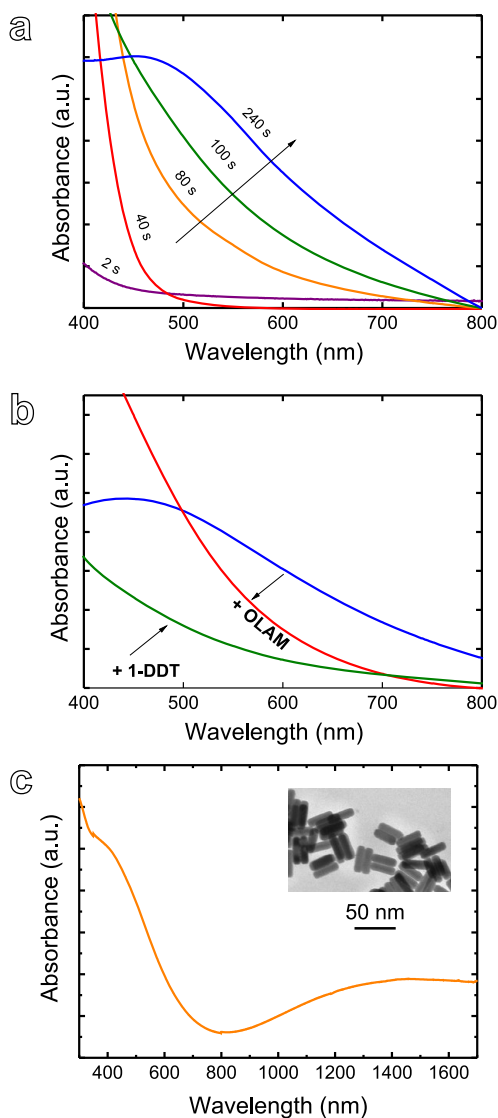 a
Absorbance (a.u.)
2 s
40 s
80 s
100 s
240 s
400 500 600 700 800
Wavelength (nm)
b
Absorbance (a.u.)
+ OLAM
+ 1-DDT
400 500 600 700 800
Wavelength (nm)
c
Absorbance (a.u.)
50 nm
400 600 800 1000 1200 1400 1600
Wavelength (nm)